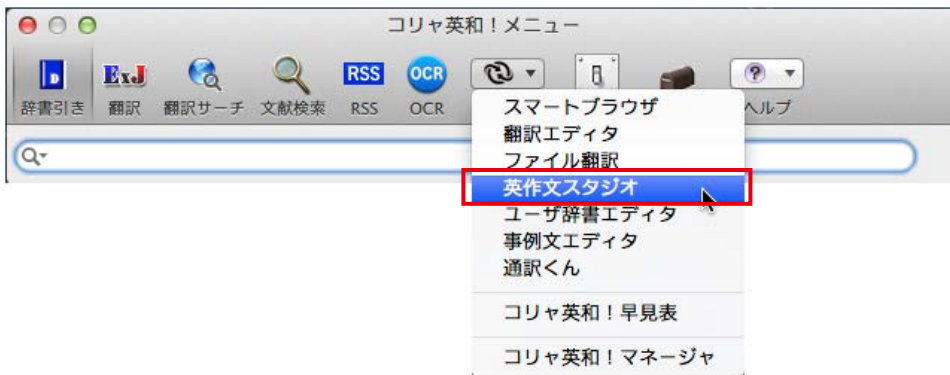 コリャ英和！メニュー
D ExJ RSS OCR ?
辞書引き 翻訳 翻訳サーチ 文献検索 RSS OCR ヘルプ
スマートブラウザ
翻訳エディタ
ファイル翻訳
英作文スタジオ
ユーザ辞書エディタ
事例文エディタ
通訳くん
コリャ英和！早見表
コリャ英和！マネージャ